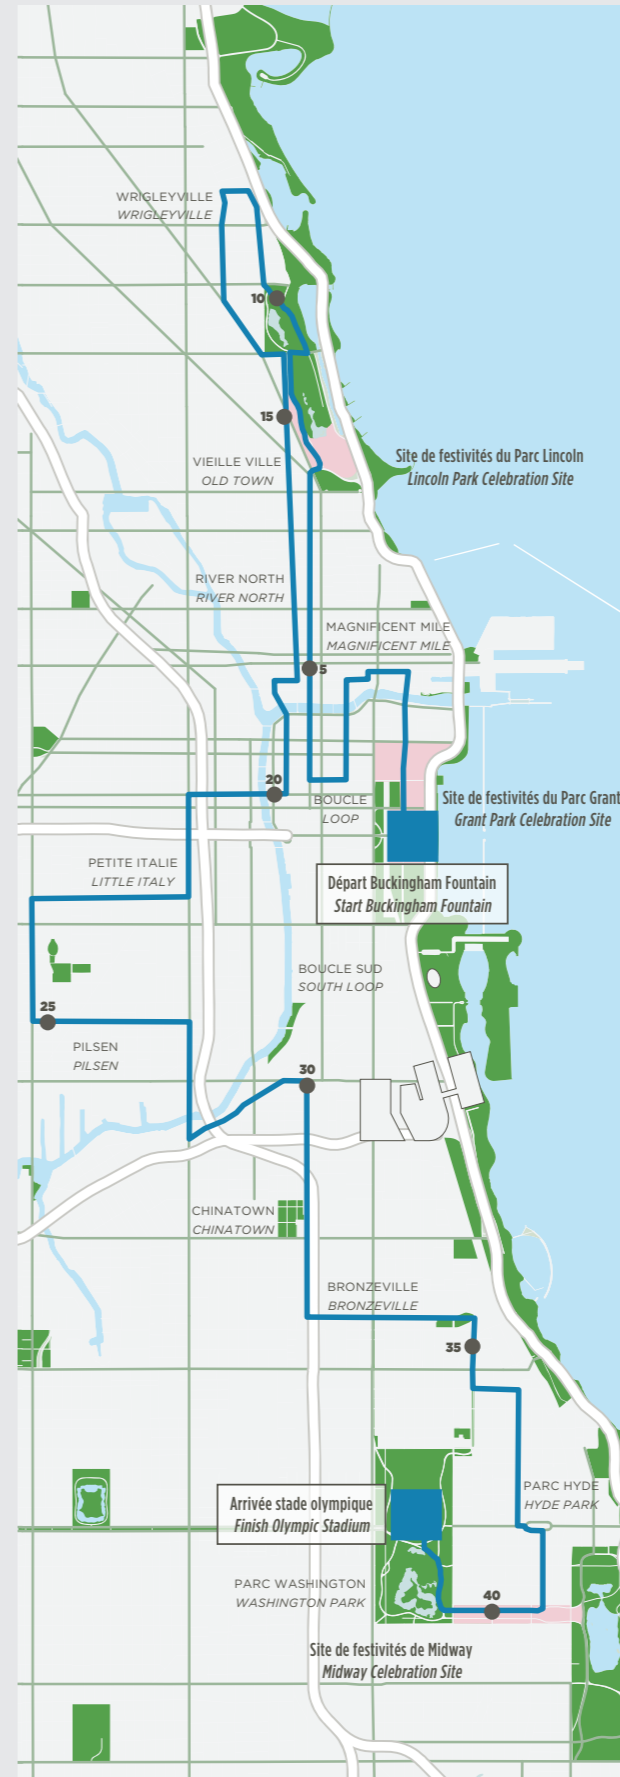 WRIGLEYVILLE
WRIGLEYVILLE
10
15
Site de festivités du Parc Lincoln
Lincoln Park Celebration Site
VIEILLE VILLE
OLD TOWN
RIVER NORTH
RIVER NORTH
MAGNIFICENT MILE
MAGNIFICENT MILE
5
20
BOUCLE
LOOP
Site de festivités du Parc Grant
Grant Park Celebration Site
PETITE ITALIE
LITTLE ITALY
Départ Buckingham Fountain
Start Buckingham Fountain
BOUCLE SUD
SOUTH LOOP
25
PILSEN
PILSEN
30
CHINATOWN
CHINATOWN
BRONZEVILLE
BRONZEVILLE
35
PARC HYDE
HYDE PARK
Arrivée stade olympique
Finish Olympic Stadium
PARC WASHINGTON
WASHINGTON PARK
40
Site de festivités de Midway
Midway Celebration Site